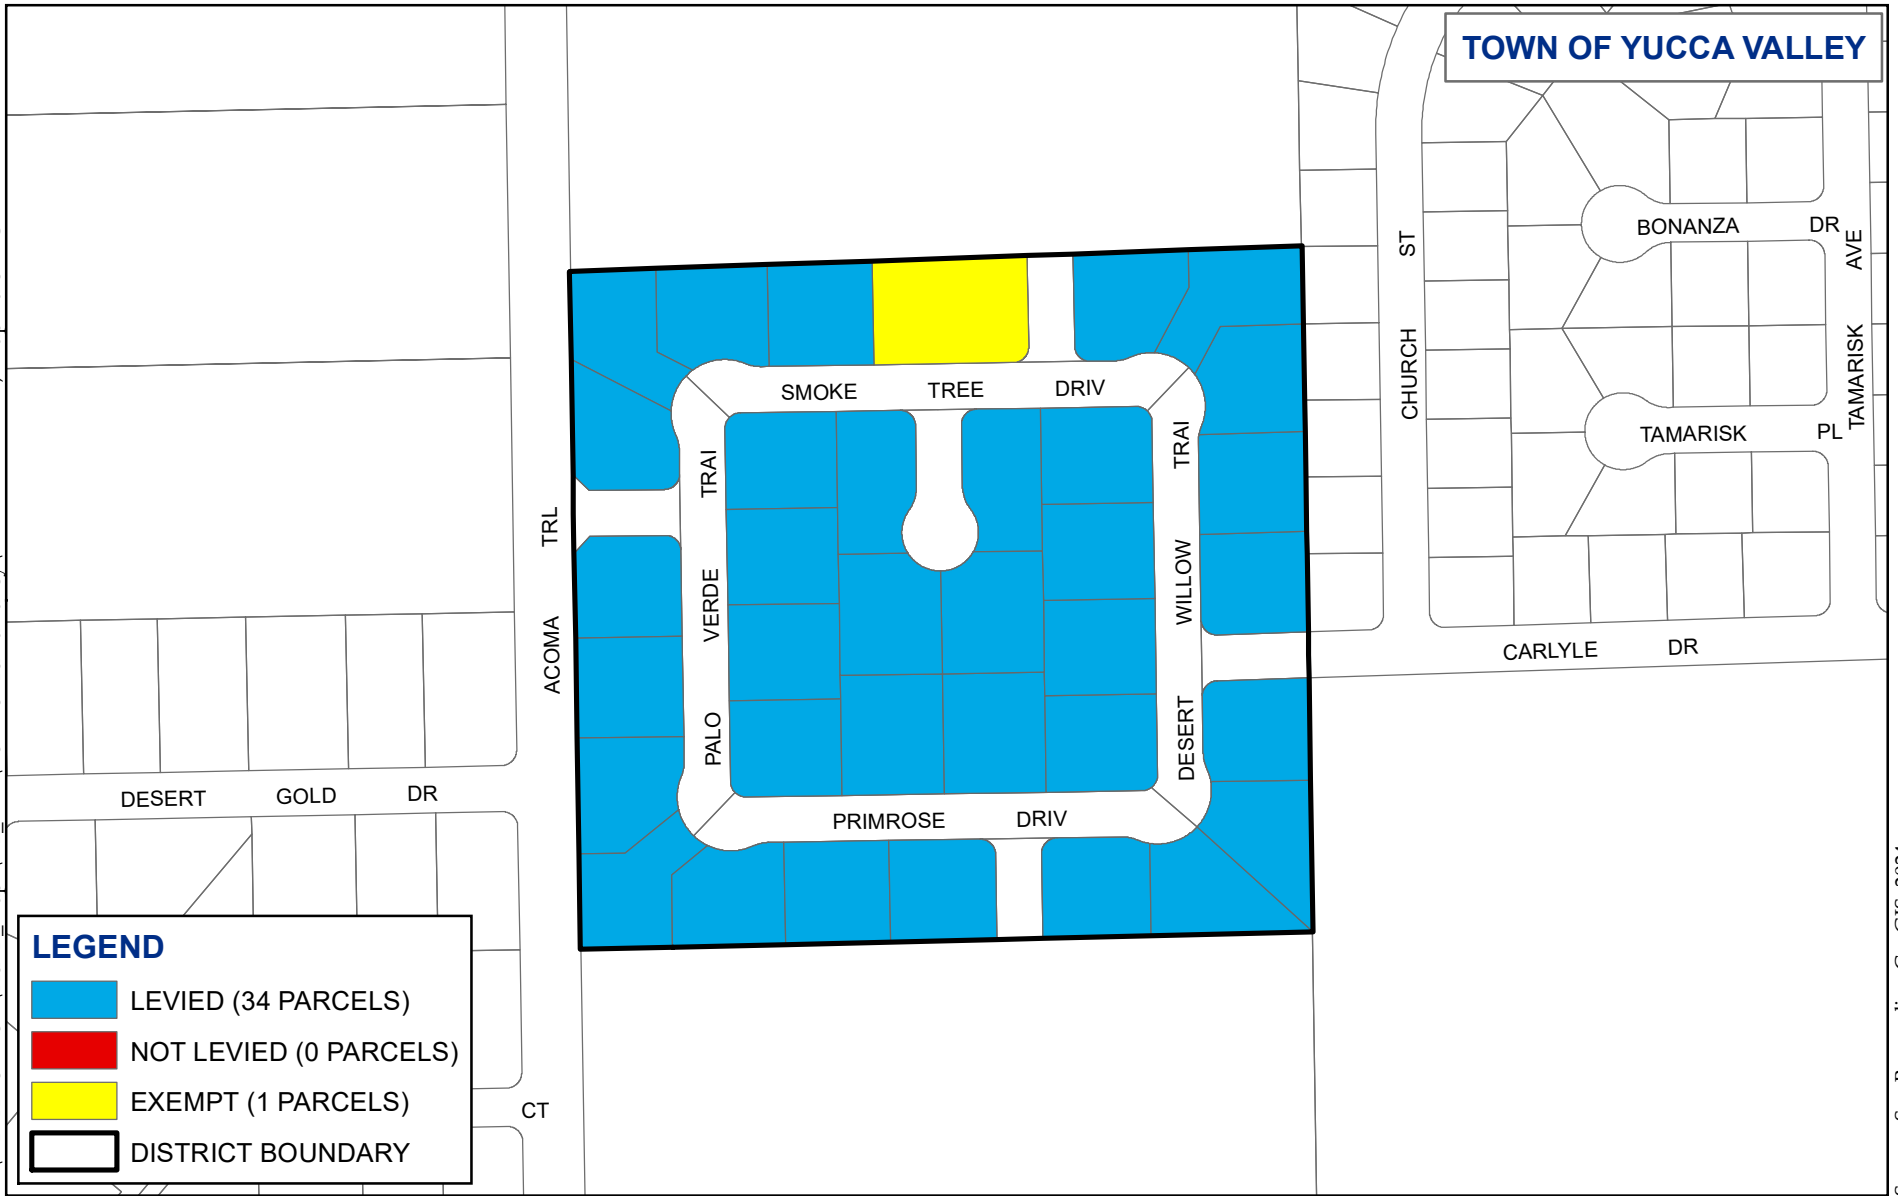 TOWN OF YUCCA VALLEY
BONANZA DR
CHURCH ST
TAMARISK AVE
SMOKE TREE DRIV
TAMARISK PL
PALO VERDE TRAI
DESERT WILLOW TRAI
ACOMA TRL
CARLYLE DR
DESERT GOLD DR
PRIMROSE DRIV
CT
LEGEND
LEVIED (34 PARCELS)
NOT LEVIED (0 PARCELS)
EXEMPT (1 PARCELS)
DISTRICT BOUNDARY